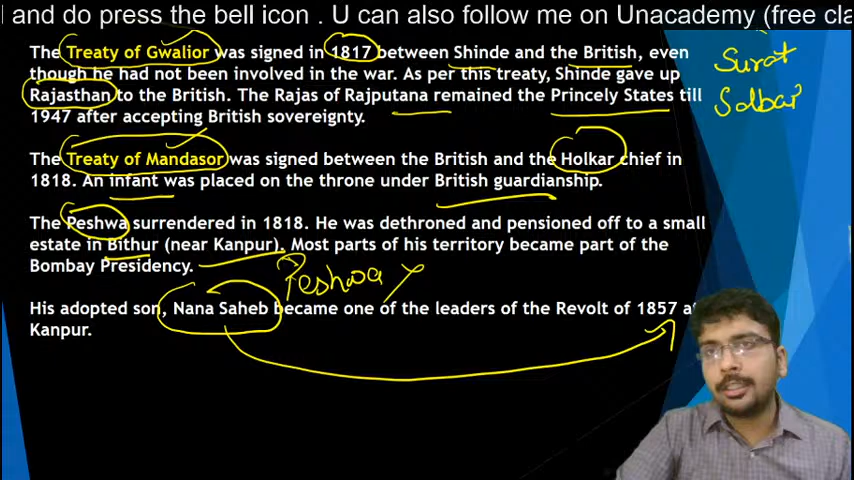 l and do press the bell icon . U can also follow me on Unacademy (free cla
The Treaty of Gwalior was signed in 1817 between Shinde and the British, even
though he had not been involved in the war. As per this treaty, Shinde gave up
Rajasthan to the British. The Rajas of Rajputana remained the Princely States till
1947 after accepting British sovereignty.
Surat
Salbai
The Treaty of Mandasor was signed between the British and the Holkar chief in
1818. An infant was placed on the throne under British guardianship.
The Peshwa surrendered in 1818. He was dethroned and pensioned off to a small
estate in Bithur (near Kanpur). Most parts of his territory became part of the
Bombay Presidency.
Peshwa
His adopted son, Nana Saheb became one of the leaders of the Revolt of 1857 at
Kanpur.